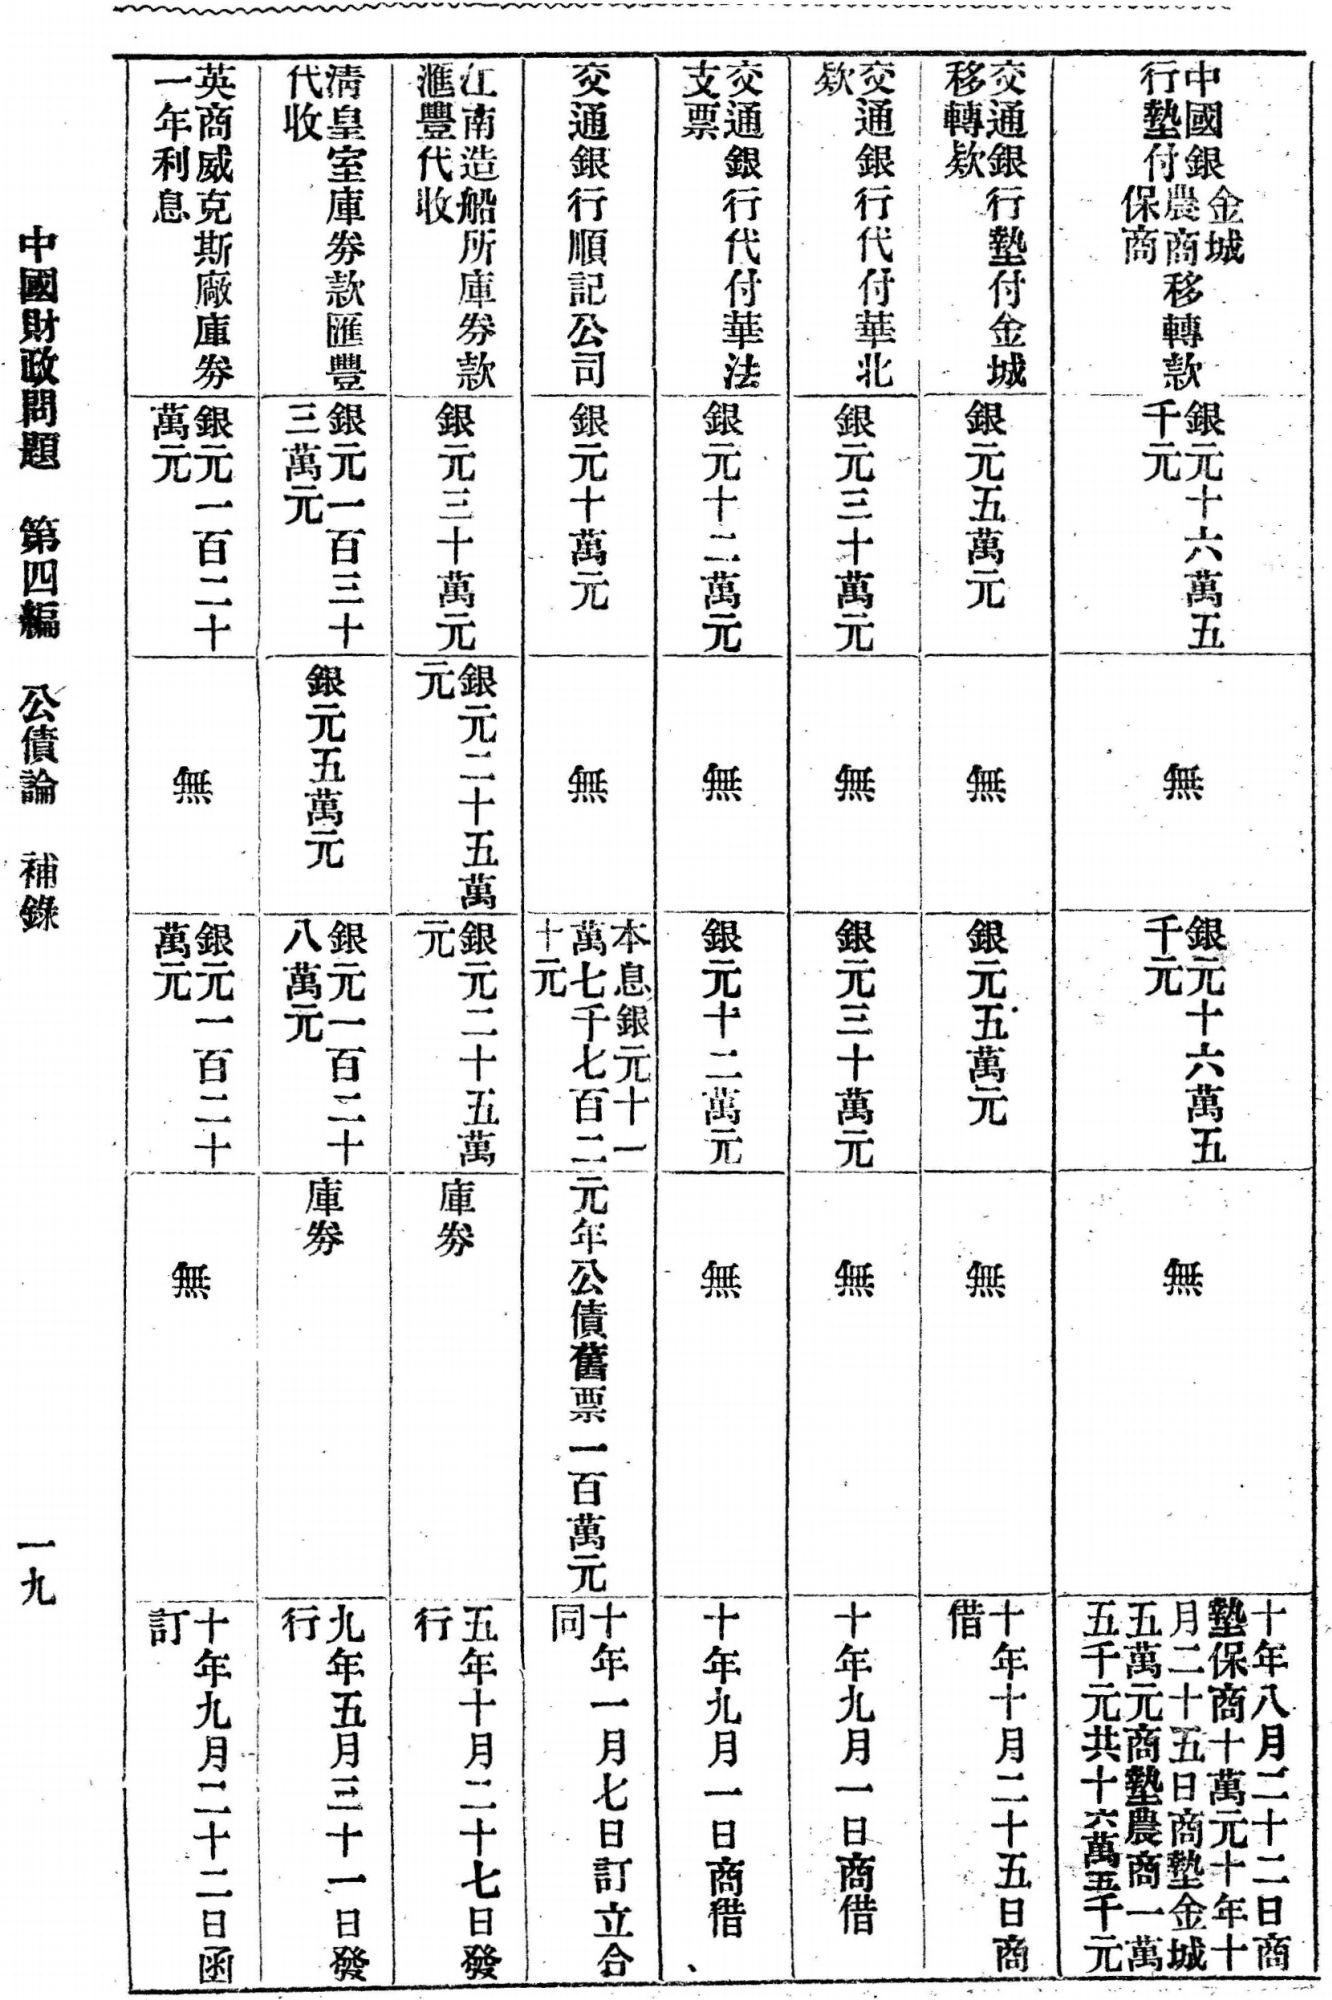 中國銀
行墊付
金城
農商移轉款
保商
銀元十六萬五
千元
無
銀元十六萬五
千元
無
十年八月二十二日商
墊保商十萬元十年十
月二十五日商墊金城
五萬元商墊農商一萬
五千元共十六萬五千元
交通銀行墊付金城
移轉欵
銀元五萬元
無
銀元五萬元
無
十年十月二十五日商
借
交通銀行代付華北
欵
銀元三十萬元
無
銀元三十萬元
無
十年九月一日商借
交通銀行代付華法
支票
銀元十二萬元
無
銀元十二萬元
無
十年九月一日商借
交通銀行順記公司
銀元十萬元
無
本息銀元十一
萬七千七百二
十元
元年公債舊票一百萬元
十年一月七日訂立合
同
江南造船所庫券款
滙豐代收
銀元三十萬元
銀元二十五萬
元
銀元二十五萬
元
庫券
五年十月二十七日發
行
清皇室庫券款匯豐
代收
銀元一百三十
三萬元
銀元五萬元
銀元一百二十
八萬元
庫券
九年五月三十一日發
行
英商威克斯廠庫券
一年利息
銀元一百二十
萬元
無
銀元一百二十
萬元
無
十年九月二十二日函
訂
中國財政問題 第四編 公債論 補錄
一九